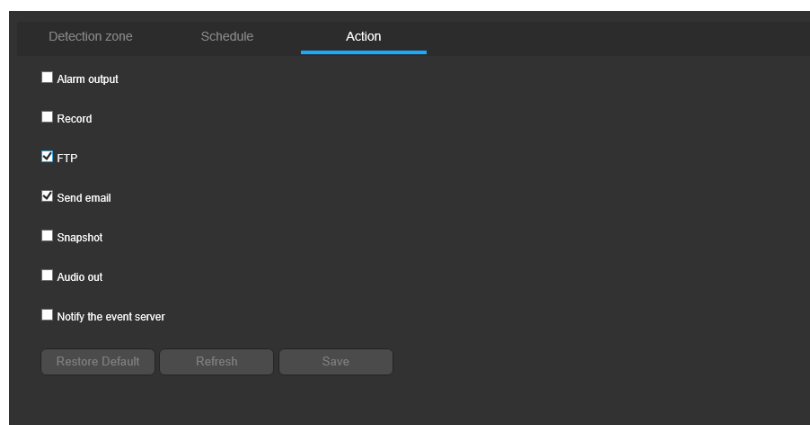 Detection zone Schedule Action
Alarm output
Record
FTP
Send email
Snapshot
Audio out
Notify the event server
Restore Default Refresh Save